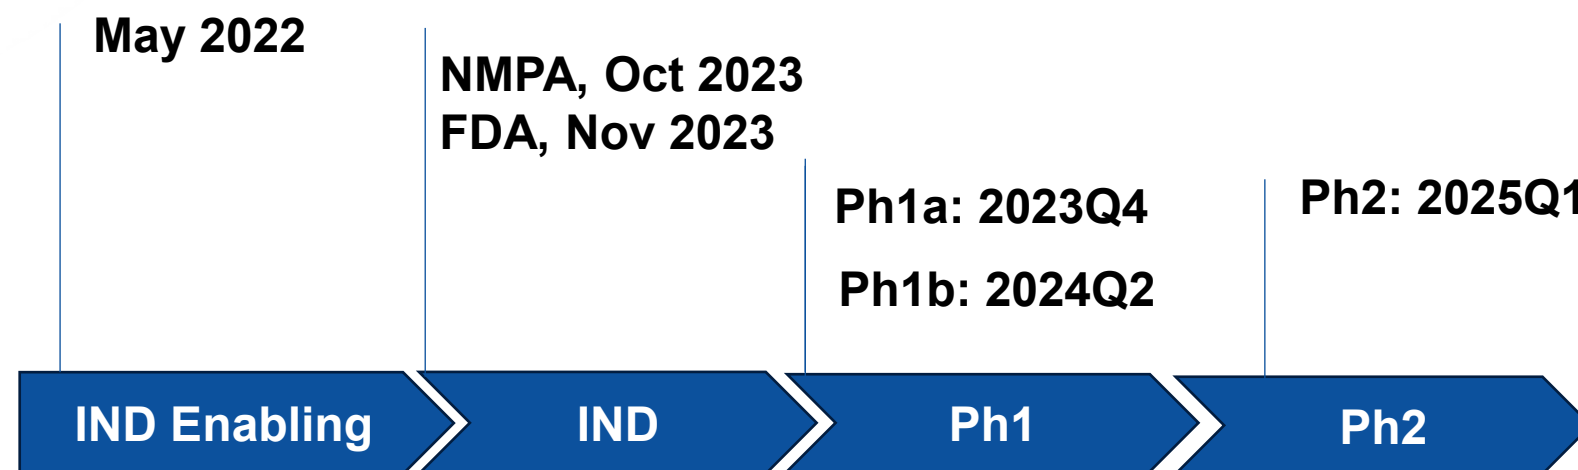 May 2022
NMPA, Oct 2023
FDA, Nov 2023
Ph1a: 2023Q4
Ph1b: 2024Q2
Ph2: 2025Q1
IND Enabling
IND
Ph1
Ph2